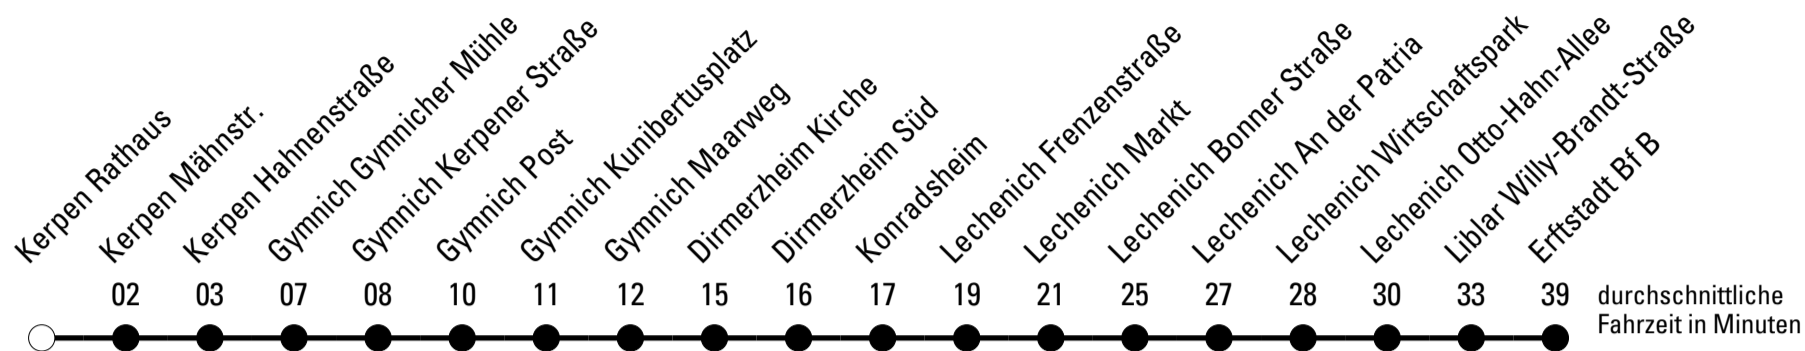 Kerpen Rathaus
Kerpen Mähnstr.
Kerpen Hahnenstraße
Gymnich Gymnicher Mühle
Gymnich Kerpener Straße
Gymnich Post
Gymnich Kunibertusplatz
Gymnich Maarweg
Dirmerzheim Kirche
Dirmerzheim Süd
Konradsheim
Lechenich Frenzenstraße
Lechenich Markt
Lechenich Bonner Straße
Lechenich An der Patria
Lechenich Wirtschaftspark
Lechenich Otto-Hahn-Allee
Liblar Willy-Brandt-Straße
Erftstadt Bf B
02 03 07 08 10 11 12 15 16 17 19 21 25 27 28 30 33 39
durchschnittliche
Fahrzeit in Minuten